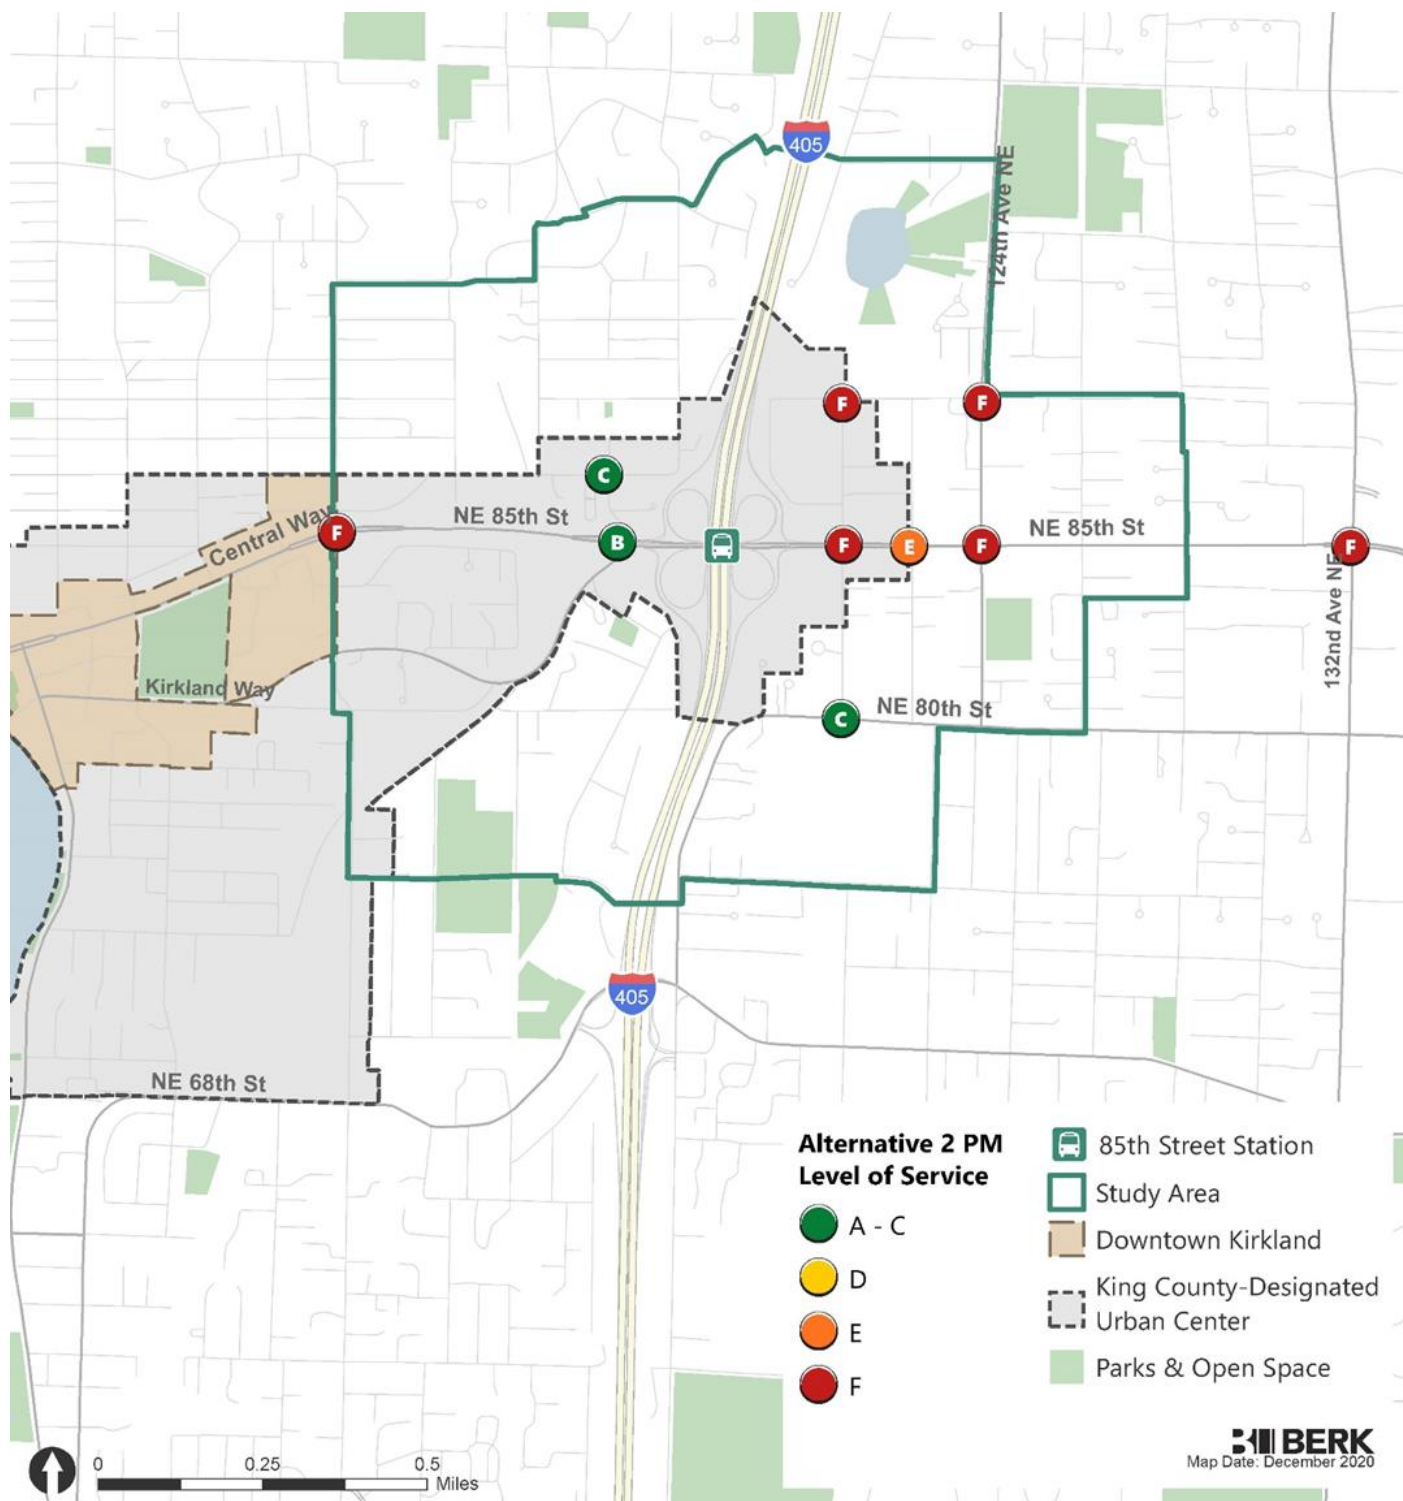 405
124th Ave NE
F
F
C
Central Way
F
NE 85th St
B
F
E
F
NE 85th St
F
132nd Ave NE
Kirkland Way
C
NE 80th St
405
NE 68th St
Alternative 2 PM
Level of Service
A - C
D
E
F
85th Street Station
Study Area
Downtown Kirkland
King County-Designated
Urban Center
Parks & Open Space
0 0.25 0.5
Miles
BERK
Map Date: December 2020